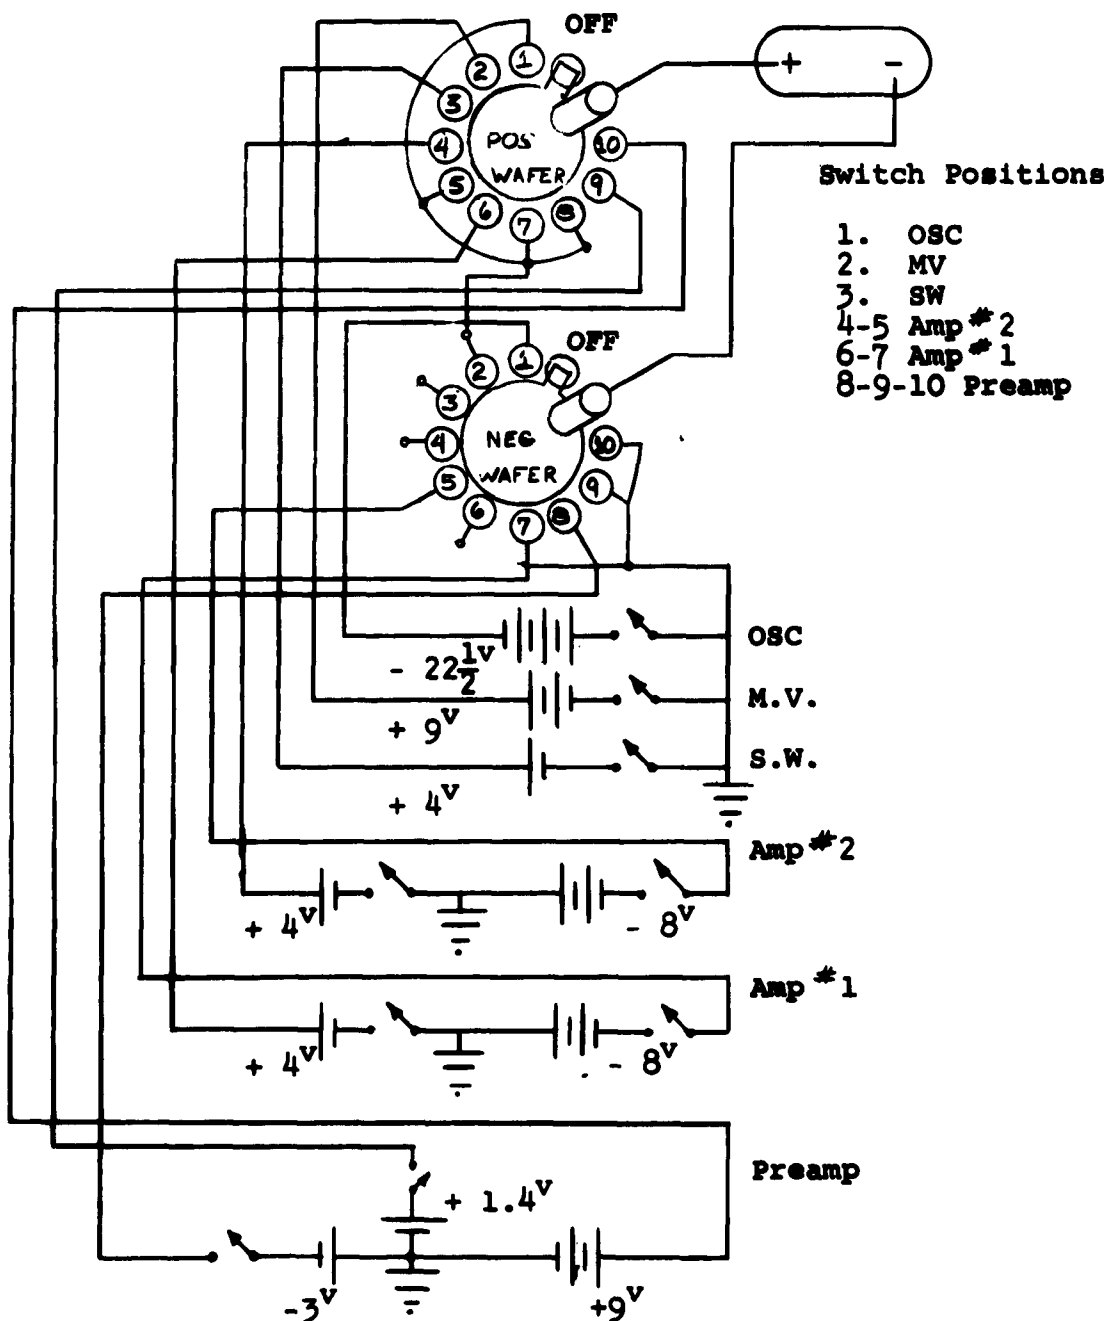 OFF
+ -
1
2
3
4
5
6
7
8
9
10
POS
WAFER
Switch Positions
1. OSC
2. MV
3. SW
4-5 Amp #2
6-7 Amp #1
8-9-10 Preamp
OFF
1
2
3
4
5
6
7
8
9
10
NEG
WAFER
OSC
- 22 1/2 v
M.V.
+ 9v
S.W.
+ 4v
Amp #2
+ 4v
- 8v
Amp #1
+ 4v
- 8v
Preamp
+ 1.4v
-3v
+9v